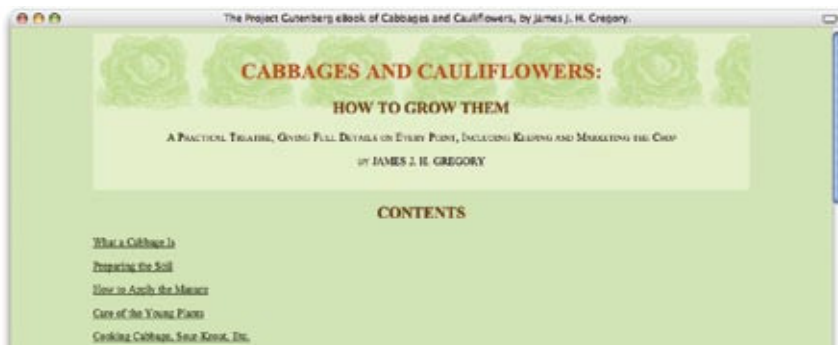 The Project Gutenberg eBook of Cabbages and Cauliflowers, by James J. H. Gregory.
CABBAGES AND CAULIFLOWERS:
HOW TO GROW THEM
A Practical Treatise, Giving Full Details on Every Point, Including Keeping and Marketing the Crop
BY JAMES J. H. GREGORY
CONTENTS
What a Cabbage Is
Preparing the Soil
How to Apply the Manure
Care of the Young Plants
Cooking Cabbage, Sour Krout, Etc.